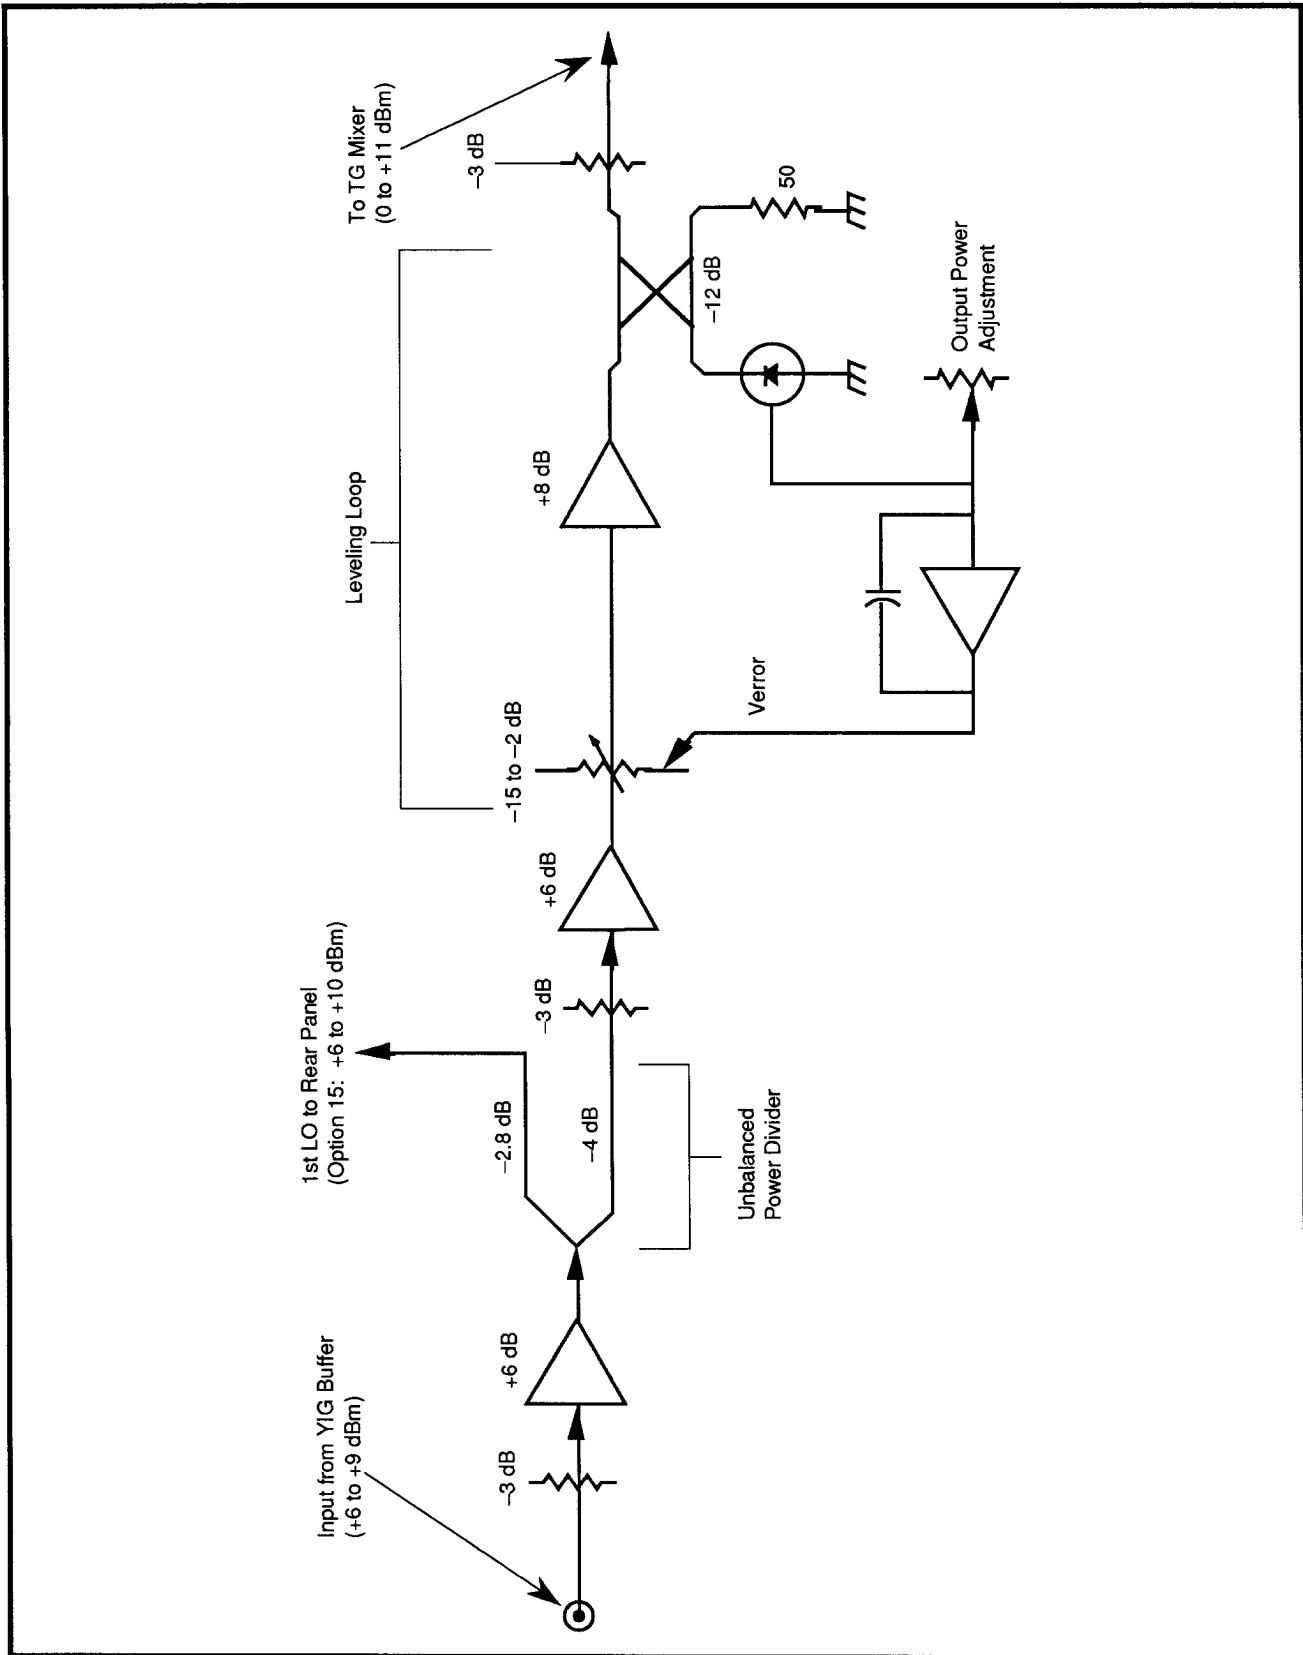 Input from YIG Buffer
(+6 to +9 dBm)
−3 dB
+6 dB
1st LO to Rear Panel
(Option 15: +6 to +10 dBm)
−2.8 dB
−4 dB
Unbalanced
Power Divider
−3 dB
+6 dB
−15 to −2 dB
Leveling Loop
Verror
+8 dB
−12 dB
50
Output Power
Adjustment
−3 dB
To TG Mixer
(0 to +11 dBm)